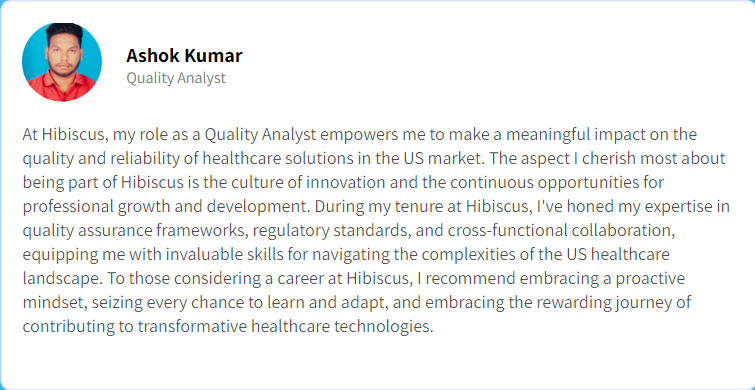 Ashok Kumar
Quality Analyst
At Hibiscus, my role as a Quality Analyst empowers me to make a meaningful impact on the
quality and reliability of healthcare solutions in the US market. The aspect I cherish most about
being part of Hibiscus is the culture of innovation and the continuous opportunities for
professional growth and development. During my tenure at Hibiscus, I've honed my expertise in
quality assurance frameworks, regulatory standards, and cross-functional collaboration,
equipping me with invaluable skills for navigating the complexities of the US healthcare
landscape. To those considering a career at Hibiscus, I recommend embracing a proactive
mindset, seizing every chance to learn and adapt, and embracing the rewarding journey of
contributing to transformative healthcare technologies.